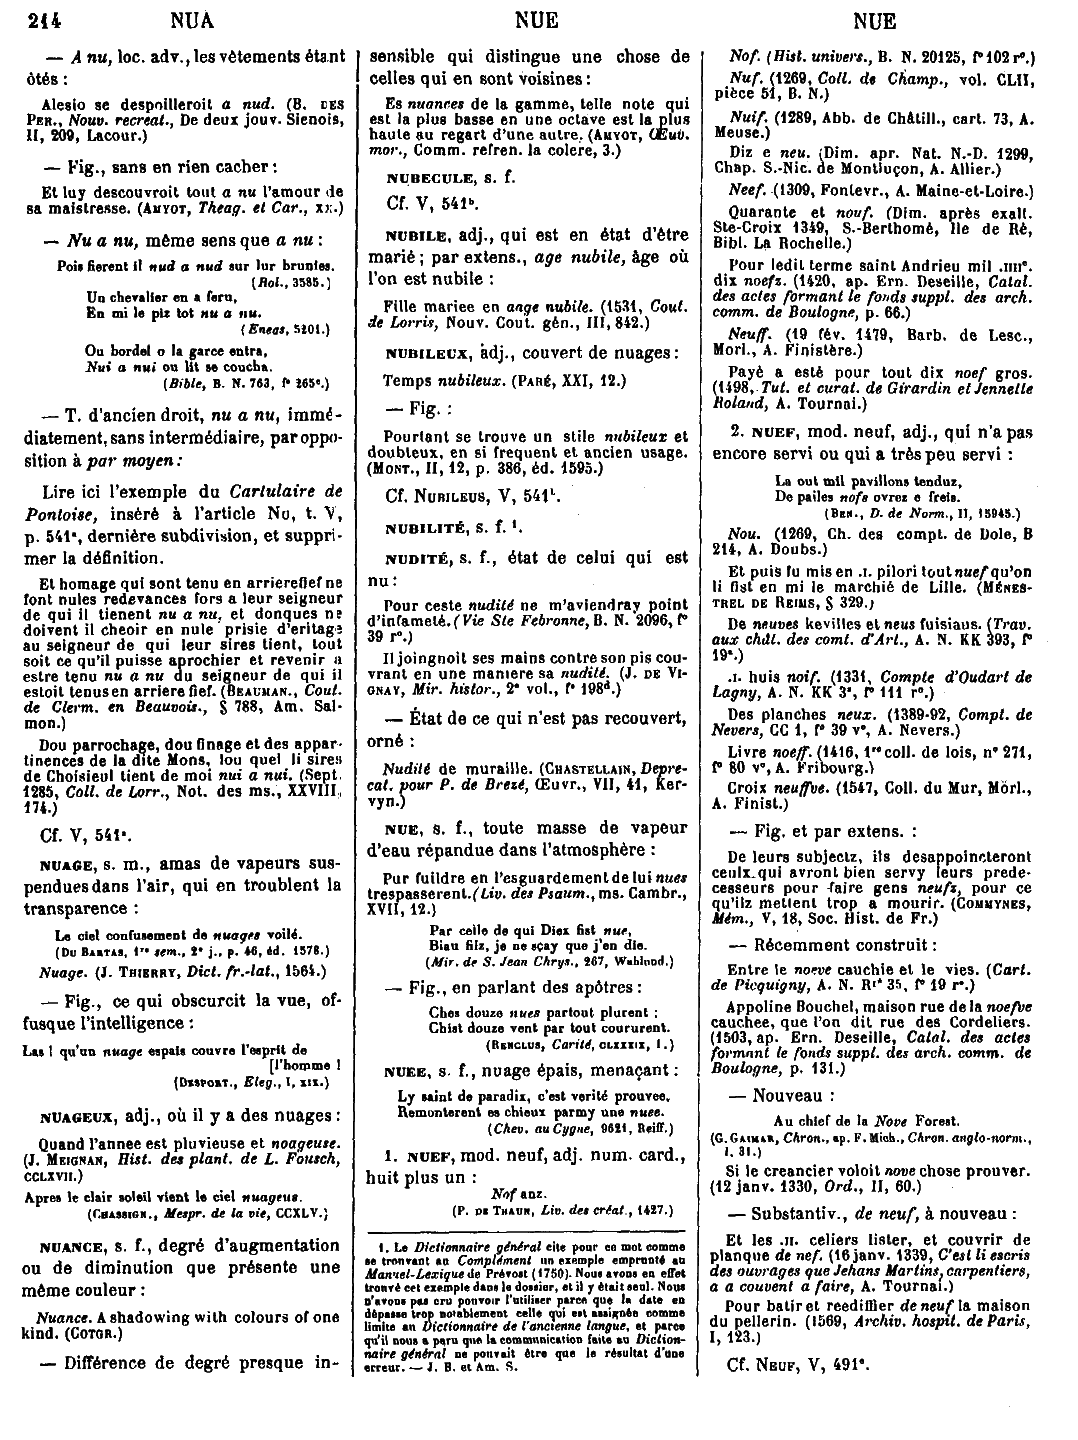 214 NUA NUE NUE
— A nu, loc. adv., les vêtements étant
ôtés :
Alesio se despoilleroit a nud. (B. DES
PER., Nouv. recreat., De deux jouv. Sienois,
II, 209, Lacour.)
— Fig., sans en rien cacher :
Et luy descouvroit tout a nu l'amour de
sa maistresse. (AMYOT, Theag. et Car., xx.)
— Nu a nu, même sens que a nu :
Pois fierent il nud a nud sur lur brunies.
(Rol., 3585.)
Un chevalier en a feru,
En mi le piz tot nu a nu.
(Eneas, 5201.)
Ou bordel o la garce entra,
Nui a nui ou lit se coucha.
(Bible, B. N. 763, f° 265ᶜ.)
— T. d'ancien droit, nu a nu, immé-
diatement, sans intermédiaire, par oppo-
sition à par moyen :
Lire ici l'exemple du Cartulaire de
Pontoise, inséré à l'article NU, t. V,
p. 541ᵃ, dernière subdivision, et suppri-
mer la définition.
Et homage qui sont tenu en arrierefief ne
font nules redevances fors a leur seigneur
de qui il tienent nu a nu, et donques ne
doivent il cheoir en nule prisie d'eritage
au seigneur de qui leur sires tient, tout
soit ce qu'il puisse aprochier et revenir a
estre tenu nu a nu du seigneur de qui il
estoit tenus en arriere fief. (BEAUMAN., Cout.
de Clerm. en Beauvois., § 788, Am. Sal-
mon.)
Dou parrochage, dou finage et des appar-
tinences de la dite Mons, lou quel li sires
de Choisieul tient de moi nui a nui. (Sept.
1285, Coll. de Lorr., Not. des ms., XXVIII,
174.)
Cf. V, 541ᵃ.
NUAGE, s. m., amas de vapeurs sus-
pendues dans l'air, qui en troublent la
transparence :
Le ciel confusement de nuages voilé.
(DU BARTAS, 1ʳᵉ sem., 2ᵉ j., p. 46, éd. 1578.)
Nuage. (J. THIERRY, Dict. fr.-lat., 1564.)
— Fig., ce qui obscurcit la vue, of-
fusque l'intelligence :
Las ! qu'un nuage espais couvre l'esprit de
[l'homme !
(DESPORT., Eleg., I, XIX.)
NUAGEUX, adj., où il y a des nuages :
Quand l'annee est pluvieuse et noageuse.
(J. MEIGNAN, Hist. des plant. de L. Fousch,
CCLXVII.)
Apres le clair soleil vient le ciel nuageus.
(CHASSIGN., Mespr. de la vie, CCXLV.)
NUANCE, s. f., degré d'augmentation
ou de diminution que présente une
même couleur :
Nuance. A shadowing with colours of one
kind. (COTGR.)
— Différence de degré presque in-
sensible qui distingue une chose de
celles qui en sont voisines :
Es nuances de la gamme, telle note qui
est la plus basse en une octave est la plus
haute au regart d'une autre. (AMYOT, Œuv.
mor., Comm. refren. la colere, 3.)
NUBECULE, s. f.
Cf. V, 541ᵇ.
NUBILE, adj., qui est en état d'être
marié ; par extens., age nubile, âge où
l'on est nubile :
Fille mariee en aage nubile. (1531, Cout.
de Lorris, Nouv. Cout. gén., III, 842.)
NUBILEUX, adj., couvert de nuages :
Temps nubileux. (PARÉ, XXI, 12.)
— Fig. :
Pourtant se trouve un stile nubileux et
doubteux, en si frequent et ancien usage.
(MONT., II, 12, p. 386, éd. 1595.)
Cf. NUBILEUS, V, 541ᵇ.
NUBILITÉ, s. f. ¹.
NUDITÉ, s. f., état de celui qui est
nu :
Pour ceste nudité ne m'aviendray point
d'infameté. (Vie Ste Febronne, B. N. 2096, f°
39 r°.)
Il joingnoit ses mains contre son pis cou-
vrant en une maniere sa nudité. (J. DE VI-
GNAY, Mir. histor., 2ᵉ vol., f° 198ᵈ.)
— État de ce qui n'est pas recouvert,
orné :
Nudité de muraille. (CHASTELLAIN, Depre-
cat. pour P. de Brezé, Œuvr., VII, 41, Ker-
vyn.)
NUE, s. f., toute masse de vapeur
d'eau répandue dans l'atmosphère :
Pur fuildre en l'esguardement de lui nues
trespasserent. (Liv. des Psaum., ms. Cambr.,
XVII, 12.)
Par celle de qui Diex fist nue,
Biau filz, je ne sçay que j'en die.
(Mir. de S. Jean Chrys., 267, Wahlund.)
— Fig., en parlant des apôtres :
Ches douze nues partout plurent ;
Chist douze vent par tout coururent.
(RENCLUS, Carité, CLXXIX, 1.)
NUEE, s. f., nuage épais, menaçant :
Ly saint de paradis, c'est verité prouvee,
Remonterent es chieux parmy une nuee.
(Chev. au Cygne, 9621, Reiff.)
1. NUEF, mod. neuf, adj. num. card.,
huit plus un :
Nof anz.
(P. DE THAUN, Liv. des créat., 1427.)
1. Le Dictionnaire général cite pour ce mot comme
se trouvant au Complément un exemple emprunté au
Manuel-Lexique de Prévost (1750). Nous avons en effet
trouvé cet exemple dans le dossier, et il y était seul. Nous
n'avons pas cru pouvoir l'utiliser parce que la date en
dépasse trop notablement celle qui est assignée comme
limite au Dictionnaire de l'ancienne langue, et parce
qu'il nous a paru que la communication faite au Diction-
naire général ne pouvait être que le résultat d'une
erreur. — J. B. et Am. S.
Nof. (Hist. univers., B. N. 20125, f° 102 r°.)
Nuf. (1269, Coll. de Champ., vol. CLII,
pièce 51, B. N.)
Nuif. (1289, Abb. de Châtill., cart. 73, A.
Meuse.)
Diz e neu. (Dim. apr. Nat. N.-D. 1299,
Chap. S.-Nic. de Montluçon, A. Allier.)
Neef. (1309, Fontevr., A. Maine-et-Loire.)
Quarante et nouf. (Dim. après exalt.
Ste-Croix 1349, S.-Berthomé, Ile de Ré,
Bibl. La Rochelle.)
Pour ledit terme saint Andrieu mil .IIIIᶜ.
dix noefz. (1420, ap. Ern. Deseille, Catal.
des actes formant le fonds suppl. des arch.
comm. de Boulogne, p. 66.)
Neuff. (19 fév. 1479, Barb. de Lesc.,
Morl., A. Finistère.)
Payé a esté pour tout dix noef gros.
(1498, Tut. et curat. de Girardin et Jennette
Roland, A. Tournai.)
2. NUEF, mod. neuf, adj., qui n'a pas
encore servi ou qui a très peu servi :
La out mil pavillons tenduz,
De pailes nofs ovrez e freis.
(BEN., D. de Norm., II, 15945.)
Nou. (1269, Ch. des compt. de Dole, B
214, A. Doubs.)
Et puis fu mis en .I. pilori tout nuef qu'on
li fist en mi le marchié de Lille. (MÉNES-
TREL DE REIMS, § 329.)
De neuves kevilles et neus fuisiaus. (Trav.
aux chât. des comt. d'Art., A. N. KK 393, f°
19ᵃ.)
.I. huis noif. (1331, Compte d'Oudart de
Lagny, A. N. KK 3ᵃ, f° 111 r°.)
Des planches neux. (1389-92, Compt. de
Nevers, CC 1, f° 39 v°, A. Nevers.)
Livre noeff. (1416, 1ʳᵉ coll. de lois, n° 271,
f° 80 v°, A. Fribourg.)
Croix neuffve. (1547, Coll. du Mur, Morl.,
A. Finist.)
— Fig. et par extens. :
De leurs subjectz, ils desappoincteront
ceulx qui avront bien servy leurs prede-
cesseurs pour faire gens neufz, pour ce
qu'ilz mettent trop a mourir. (COMMYNES,
Mém., V, 18, Soc. Hist. de Fr.)
— Récemment construit :
Entre le noeve cauchie et le vies. (Cart.
de Picquigny, A. N. R¹* 35, f° 19 r°.)
Appoline Bouchel, maison rue de la noefve
cauchee, que l'on dit rue des Cordeliers.
(1503, ap. Ern. Deseille, Catal. des actes
formant le fonds suppl. des arch. comm. de
Boulogne, p. 131.)
— Nouveau :
Au chief de la Nove Forest.
(G. GAIMAR, Chron., ap. F. Mich., Chron. anglo-norm.,
I, 31.)
Si le creancier voloit nove chose prouver.
(12 janv. 1330, Ord., II, 60.)
— Substantiv., de neuf, à nouveau :
Et les .II. celiers lister, et couvrir de
planque de nef. (16 janv. 1339, C'est li escris
des ouvrages que Jehans Martins, carpentiers,
a a couvent a faire, A. Tournai.)
Pour batir et reediffier de neuf la maison
du pellerin. (1569, Archiv. hospit. de Paris,
I, 123.)
Cf. NEUF, V, 491ᵃ.